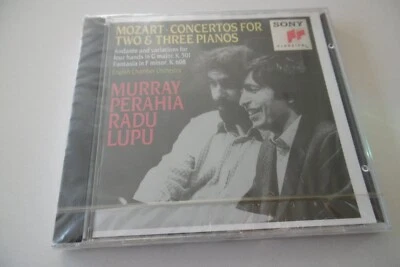 MOZART · CONCERTOS FOR
TWO & THREE PIANOS
Andante and variations for
four hands in G Major, K. 501
Fantasia in F minor, K. 608
English Chamber Orchestra
MURRAY
PERAHIA
RADU
LUPU
SONY
CLASSICAL